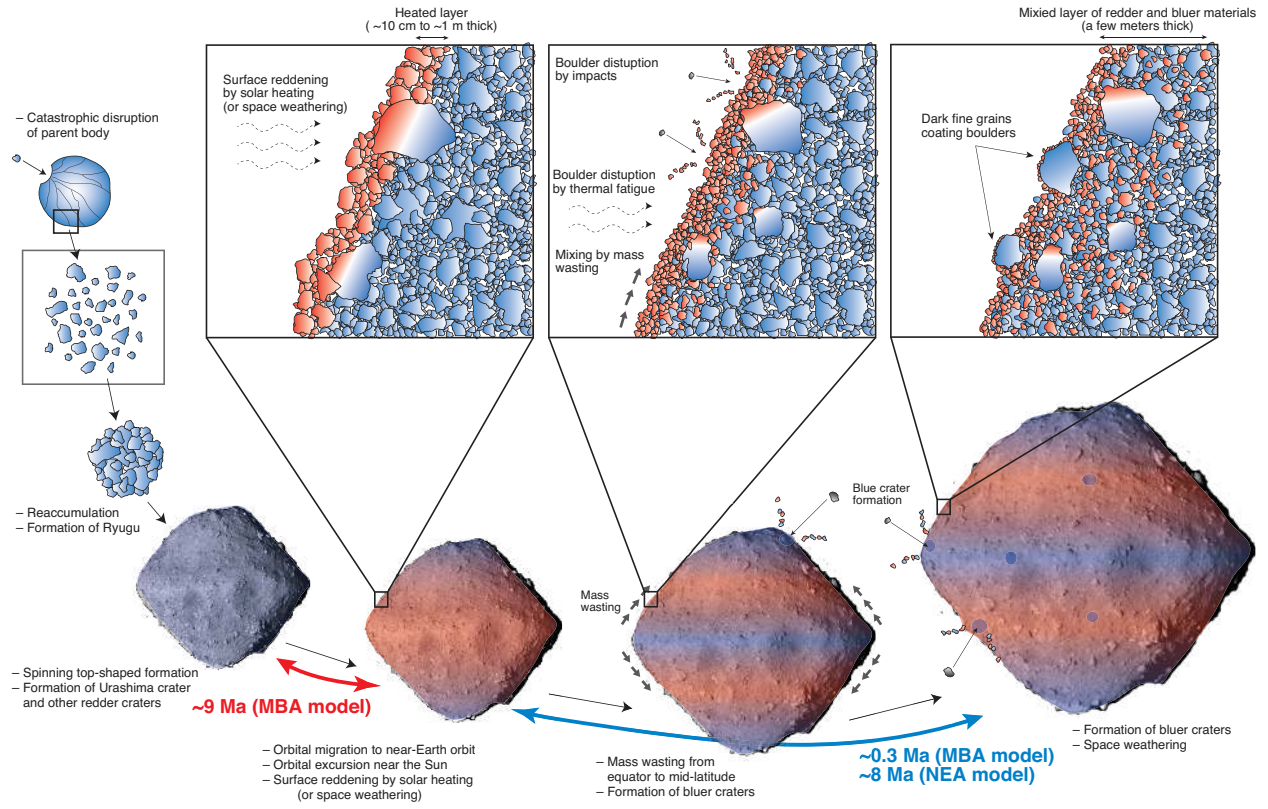 Heated layer
( ~10 cm to ~1 m thick)
Surface reddening
by solar heating
(or space weathering)
Boulder distuption
by impacts
Boulder distuption
by thermal fatigue
Mixing by mass
wasting
Mixied layer of redder and bluer materials
(a few meters thick)
Dark fine grains
coating boulders
– Catastrophic disruption
of parent body
– Reaccumulation
– Formation of Ryugu
– Spinning top-shaped formation
– Formation of Urashima crater
and other redder craters
~9 Ma (MBA model)
– Orbital migration to near-Earth orbit
– Orbital excursion near the Sun
– Surface reddening by solar heating
(or space weathering)
Mass
wasting
– Mass wasting from
equator to mid-latitude
– Formation of bluer craters
Blue crater
formation
~0.3 Ma (MBA model)
~8 Ma (NEA model)
– Formation of bluer craters
– Space weathering